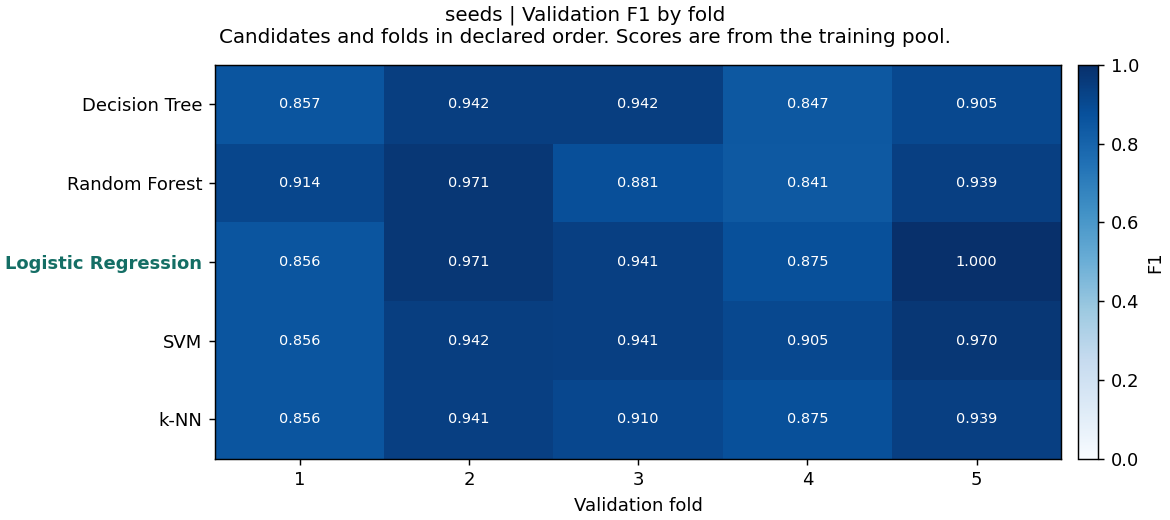 seeds | Validation F1 by fold
Candidates and folds in declared order. Scores are from the training pool.
Decision Tree 0.857 0.942 0.942 0.847 0.905
Random Forest 0.914 0.971 0.881 0.841 0.939
Logistic Regression 0.856 0.971 0.941 0.875 1.000
SVM 0.856 0.942 0.941 0.905 0.970
k-NN 0.856 0.941 0.910 0.875 0.939
1 2 3 4 5
Validation fold
1.0
0.8
0.6
0.4
0.2
0.0
F1